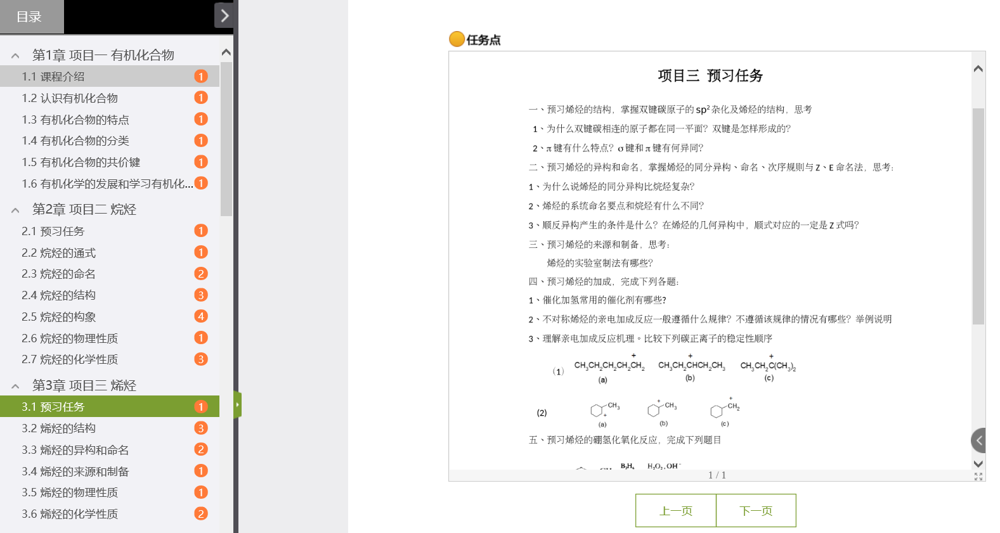 目录
第1章 项目一 有机化合物
1.1 课程介绍 1
1.2 认识有机化合物 1
1.3 有机化合物的特点 1
1.4 有机化合物的分类 1
1.5 有机化合物的共价键 1
1.6 有机化学的发展和学习有机化... 1
第2章 项目二 烷烃
2.1 预习任务 1
2.2 烷烃的通式 1
2.3 烷烃的命名 2
2.4 烷烃的结构 3
2.5 烷烃的构象 4
2.6 烷烃的物理性质 1
2.7 烷烃的化学性质 3
第3章 项目三 烯烃
3.1 预习任务 1
3.2 烯烃的结构 3
3.3 烯烃的异构和命名 2
3.4 烯烃的来源和制备 1
3.5 烯烃的物理性质 1
3.6 烯烃的化学性质 2
任务点
项目三 预习任务
一、预习烯烃的结构，掌握双键碳原子的 sp² 杂化及烯烃的结构，思考
1、为什么双键碳相连的原子都在同一平面？双键是怎样形成的？
2、π 键有什么特点？σ 键和 π 键有何异同？
二、预习烯烃的异构和命名，掌握烯烃的同分异构、命名、次序规则与 Z、E 命名法，思考：
1、为什么说烯烃的同分异构比烷烃复杂？
2、烯烃的系统命名要点和烷烃有什么不同？
3、顺反异构产生的条件是什么？在烯烃的几何异构中，顺式对应的一定是 Z 式吗？
三、预习烯烃的来源和制备，思考：
烯烃的实验室制法有哪些？
四、预习烯烃的加成，完成下列各题：
1、催化加氢常用的催化剂有哪些?
2、不对称烯烃的亲电加成反应一般遵循什么规律？不遵循该规律的情况有哪些？举例说明
3、理解亲电加成反应机理。比较下列碳正离子的稳定性顺序
+ + +
（1） CH₃CH₂CH₂CH₂CH₂ CH₃CH₂CHCH₂CH₃ CH₃CH₂C(CH₃)₂
(a) (b) (c)
+ +
(2) CH₃ + CH₃ CH₂
(a) (b) (c)
五、预习烯烃的硼氢化氧化反应，完成下列题目
B₂H₆ H₂O₂, OH⁻
1 / 1
上一页 下一页